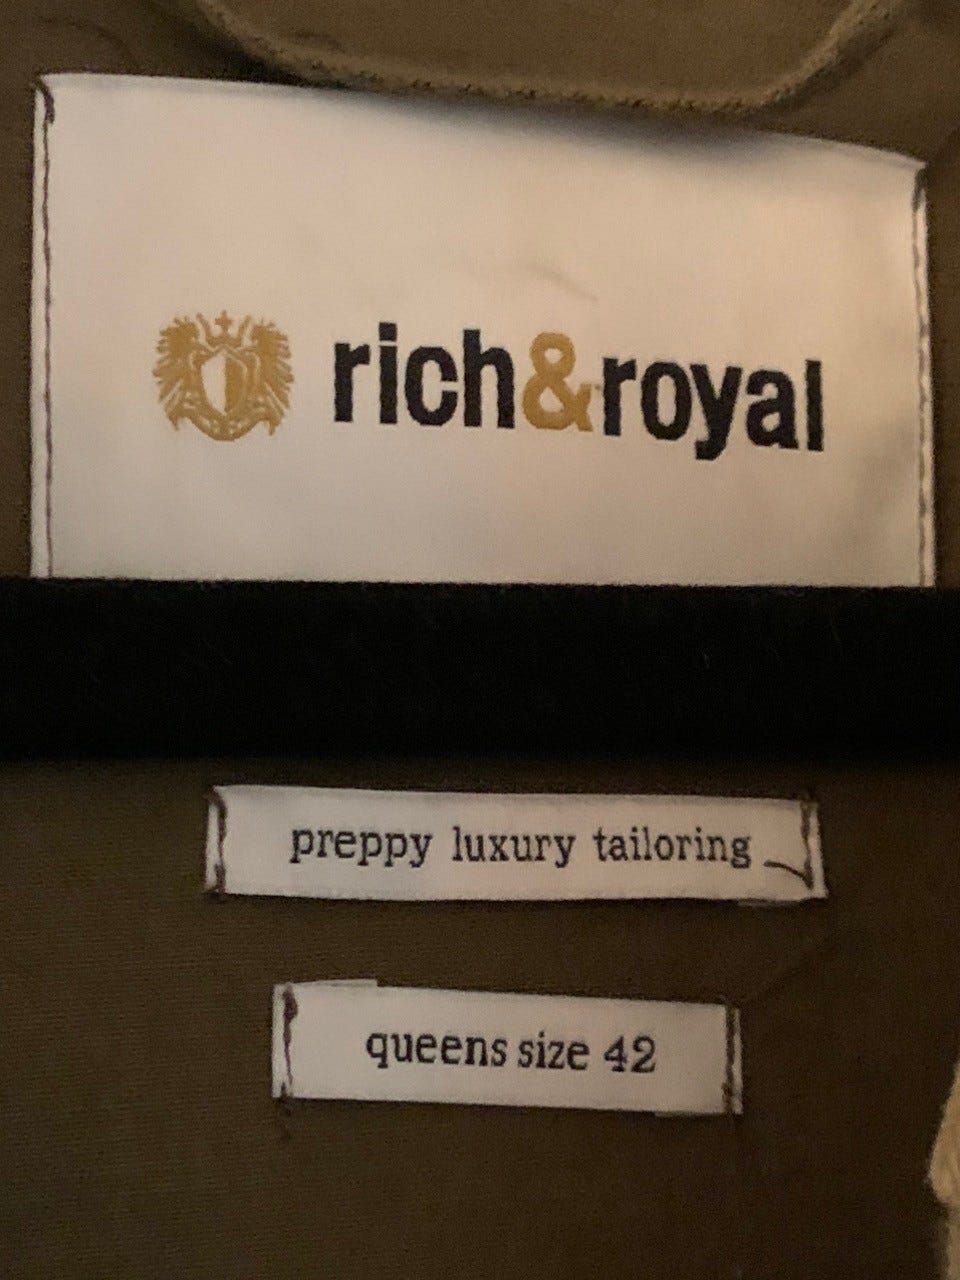 rich&royal
preppy luxury tailoring
queens size 42